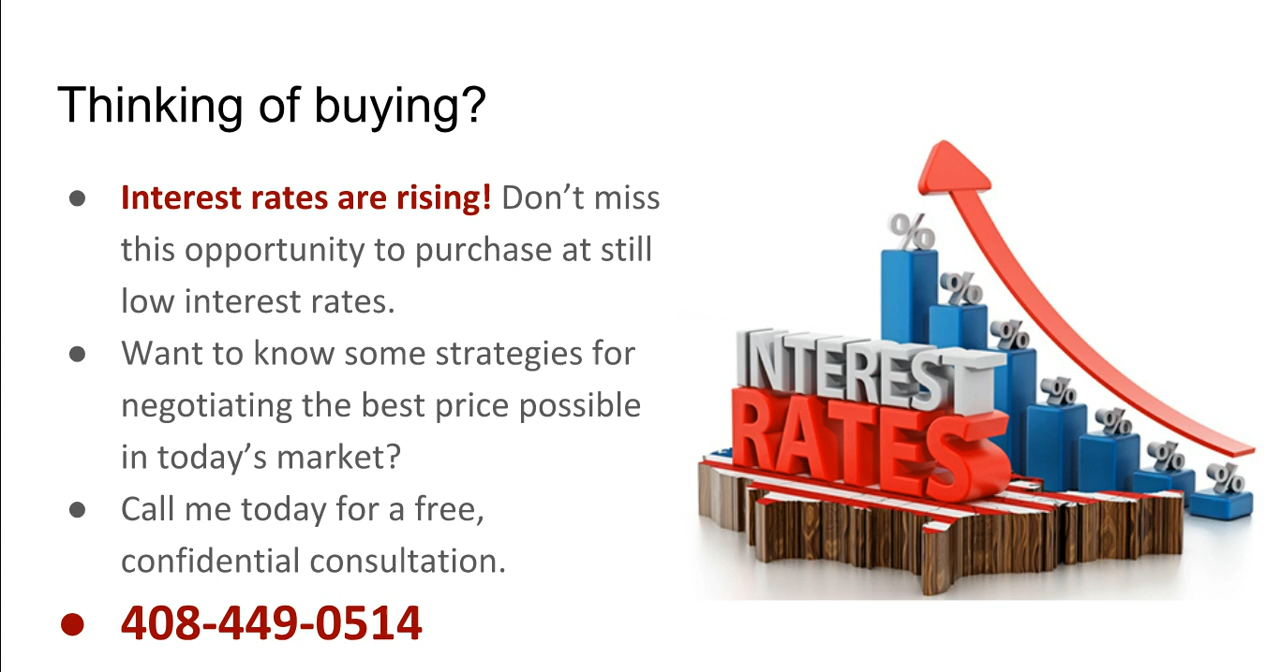 Thinking of buying?
● Interest rates are rising! Don’t miss
this opportunity to purchase at still
low interest rates.
● Want to know some strategies for
negotiating the best price possible
in today’s market?
● Call me today for a free,
confidential consultation.
● 408-449-0514
%
%
%
%
%
%
%
INTEREST
RATES